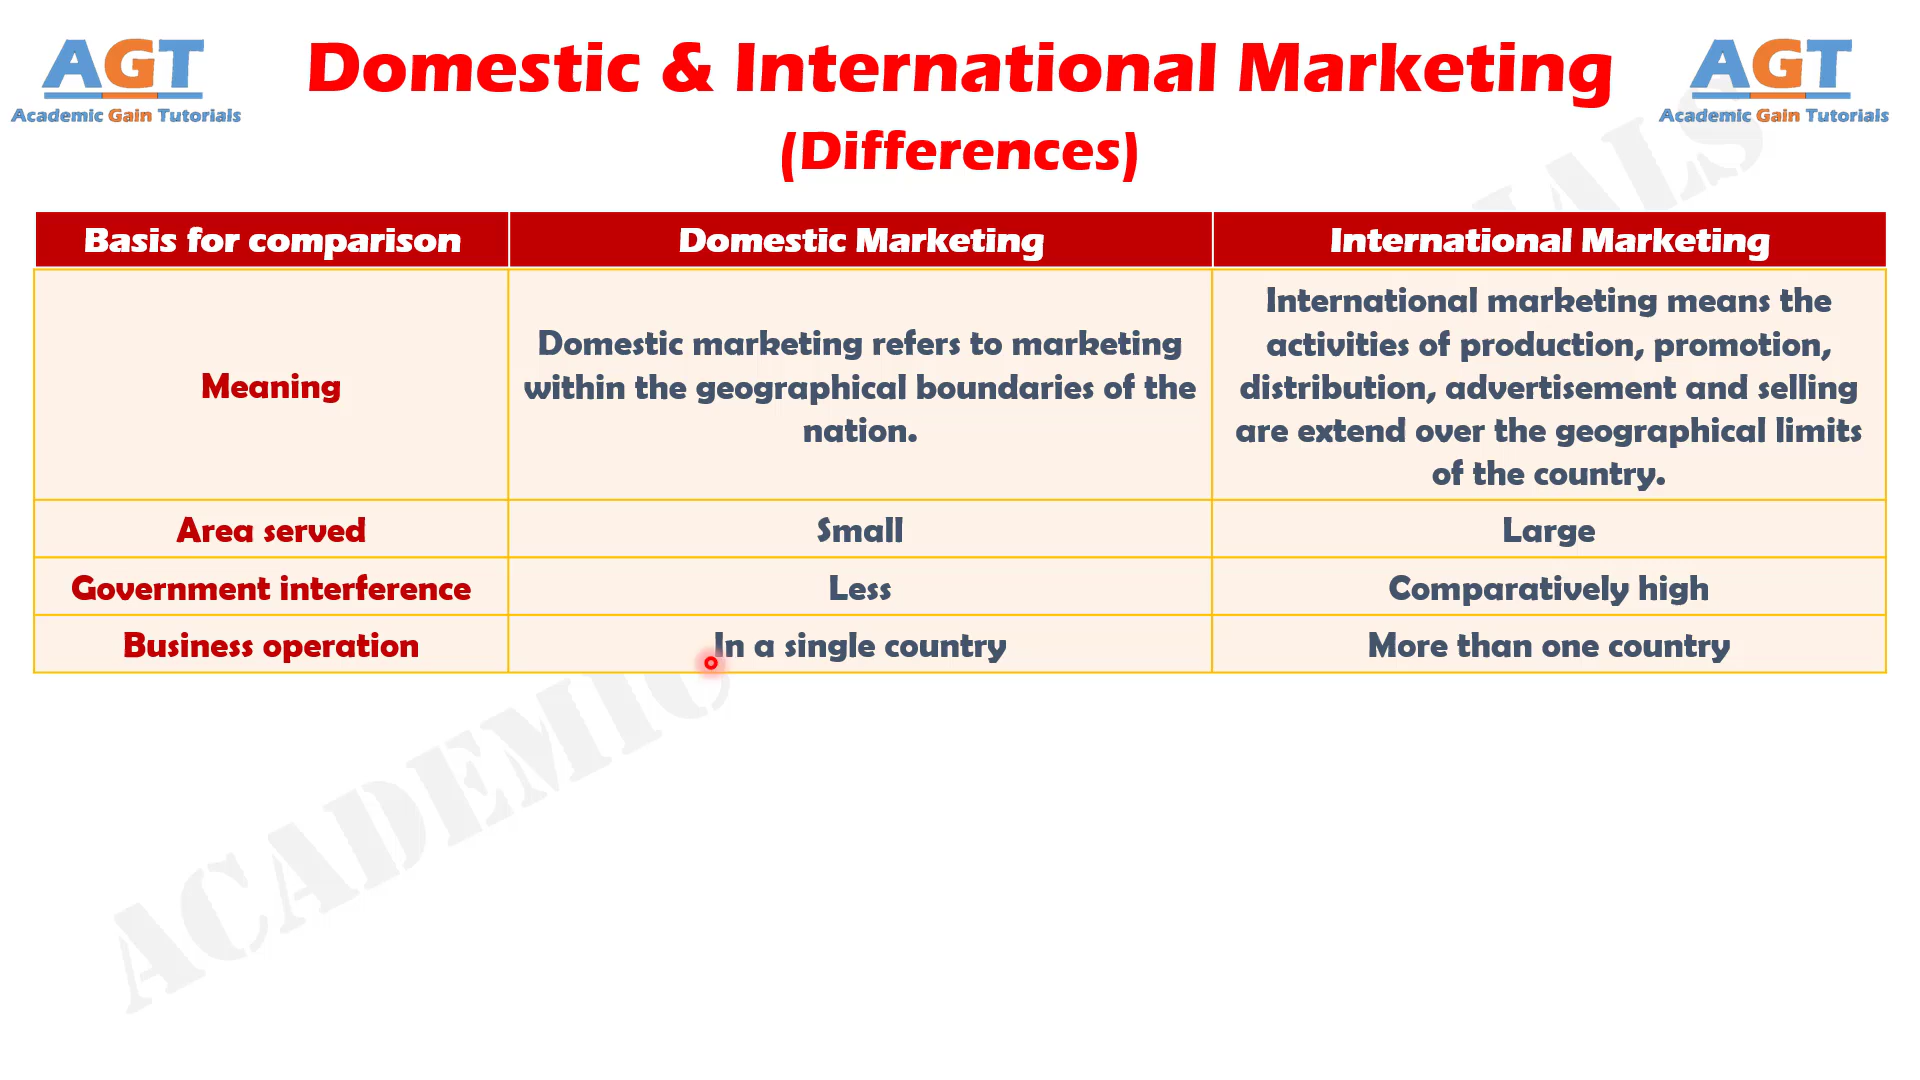 AGT
Academic Gain Tutorials
Domestic & International Marketing
(Differences)
AGT
Academic Gain Tutorials
Basis for comparison
Domestic Marketing
International Marketing
Meaning
Domestic marketing refers to marketing
within the geographical boundaries of the
nation.
International marketing means the
activities of production, promotion,
distribution, advertisement and selling
are extend over the geographical limits
of the country.
Area served
Small
Large
Government interference
Less
Comparatively high
Business operation
In a single country
More than one country
ACADEMIC